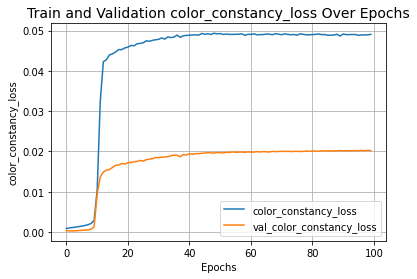 Train and Validation color_constancy_loss Over Epochs
color_constancy_loss
0.05
0.04
0.03
0.02
0.01
0.00
0 20 40 60 80 100
Epochs
color_constancy_loss
val_color_constancy_loss